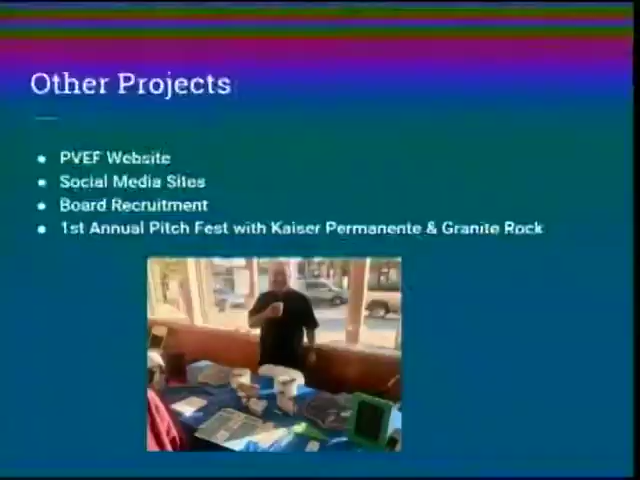 Other Projects
PVEF Website
Social Media Sites
Board Recruitment
1st Annual Pitch Fest with Kaiser Permanente & Granite Rock